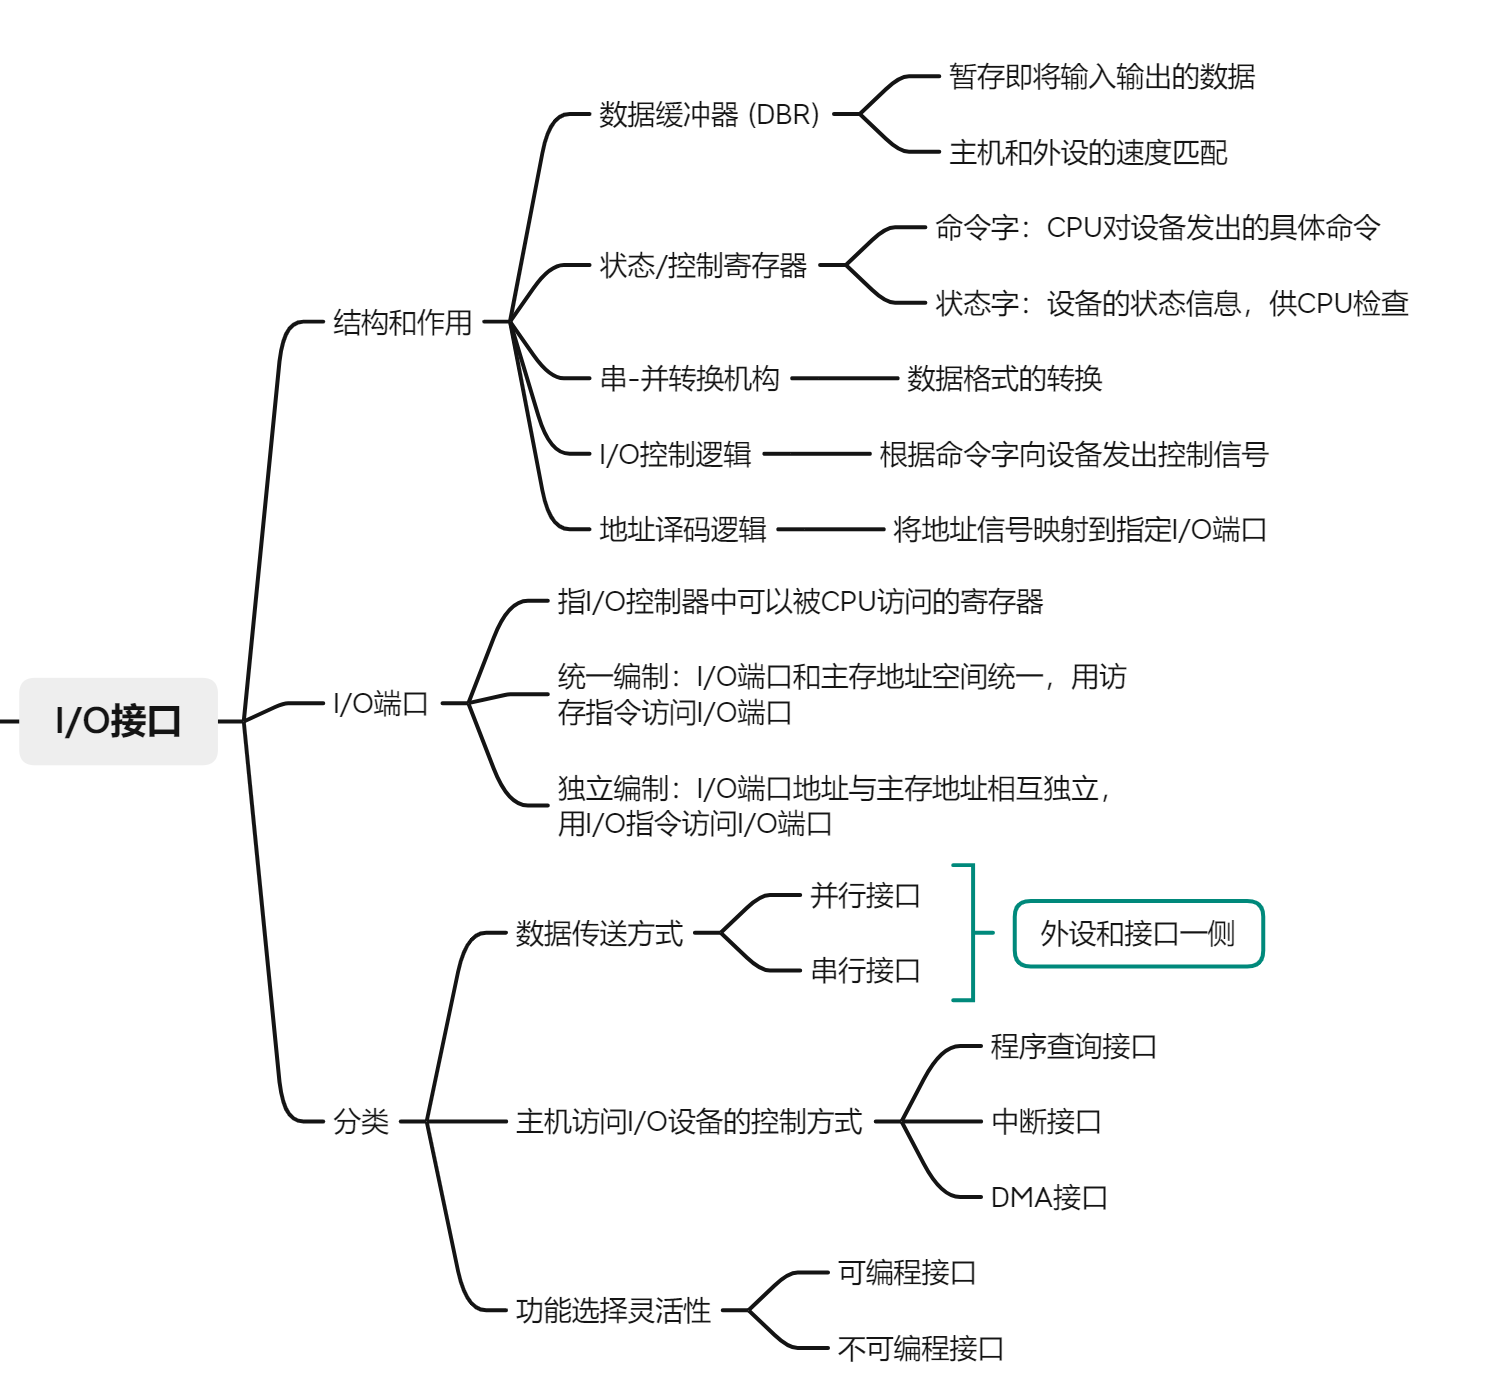 I/O接口
结构和作用
数据缓冲器 (DBR)
暂存即将输入输出的数据
主机和外设的速度匹配
状态/控制寄存器
命令字：CPU对设备发出的具体命令
状态字：设备的状态信息，供CPU检查
串-并转换机构
数据格式的转换
I/O控制逻辑
根据命令字向设备发出控制信号
地址译码逻辑
将地址信号映射到指定I/O端口
I/O端口
指I/O控制器中可以被CPU访问的寄存器
统一编制：I/O端口和主存地址空间统一，用访
存指令访问I/O端口
独立编制：I/O端口地址与主存地址相互独立，
用I/O指令访问I/O端口
分类
数据传送方式
并行接口
串行接口
外设和接口一侧
主机访问I/O设备的控制方式
程序查询接口
中断接口
DMA接口
功能选择灵活性
可编程接口
不可编程接口